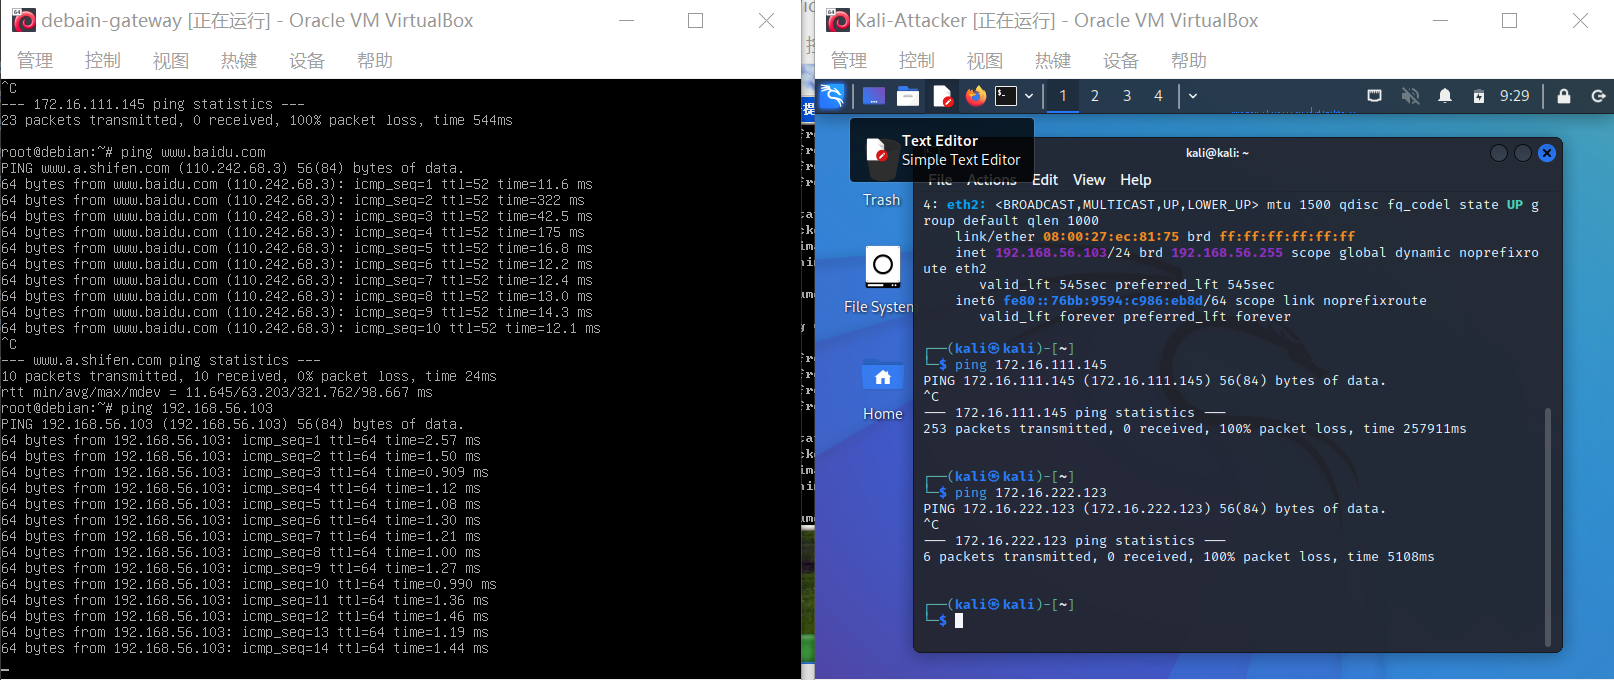 debain-gateway [正在运行] - Oracle VM VirtualBox
管理 控制 视图 热键 设备 帮助
^C
--- 172.16.111.145 ping statistics ---
23 packets transmitted, 0 received, 100% packet loss, time 544ms
root@debian:~# ping www.baidu.com
PING www.a.shifen.com (110.242.68.3) 56(84) bytes of data.
64 bytes from www.baidu.com (110.242.68.3): icmp_seq=1 ttl=52 time=11.6 ms
64 bytes from www.baidu.com (110.242.68.3): icmp_seq=2 ttl=52 time=322 ms
64 bytes from www.baidu.com (110.242.68.3): icmp_seq=3 ttl=52 time=42.5 ms
64 bytes from www.baidu.com (110.242.68.3): icmp_seq=4 ttl=52 time=175 ms
64 bytes from www.baidu.com (110.242.68.3): icmp_seq=5 ttl=52 time=16.8 ms
64 bytes from www.baidu.com (110.242.68.3): icmp_seq=6 ttl=52 time=12.2 ms
64 bytes from www.baidu.com (110.242.68.3): icmp_seq=7 ttl=52 time=12.4 ms
64 bytes from www.baidu.com (110.242.68.3): icmp_seq=8 ttl=52 time=13.0 ms
64 bytes from www.baidu.com (110.242.68.3): icmp_seq=9 ttl=52 time=14.3 ms
64 bytes from www.baidu.com (110.242.68.3): icmp_seq=10 ttl=52 time=12.1 ms
^C
--- www.a.shifen.com ping statistics ---
10 packets transmitted, 10 received, 0% packet loss, time 24ms
rtt min/avg/max/mdev = 11.645/63.203/321.762/98.667 ms
root@debian:~# ping 192.168.56.103
PING 192.168.56.103 (192.168.56.103) 56(84) bytes of data.
64 bytes from 192.168.56.103: icmp_seq=1 ttl=64 time=2.57 ms
64 bytes from 192.168.56.103: icmp_seq=2 ttl=64 time=1.50 ms
64 bytes from 192.168.56.103: icmp_seq=3 ttl=64 time=0.909 ms
64 bytes from 192.168.56.103: icmp_seq=4 ttl=64 time=1.12 ms
64 bytes from 192.168.56.103: icmp_seq=5 ttl=64 time=1.08 ms
64 bytes from 192.168.56.103: icmp_seq=6 ttl=64 time=1.30 ms
64 bytes from 192.168.56.103: icmp_seq=7 ttl=64 time=1.21 ms
64 bytes from 192.168.56.103: icmp_seq=8 ttl=64 time=1.00 ms
64 bytes from 192.168.56.103: icmp_seq=9 ttl=64 time=1.27 ms
64 bytes from 192.168.56.103: icmp_seq=10 ttl=64 time=0.990 ms
64 bytes from 192.168.56.103: icmp_seq=11 ttl=64 time=1.36 ms
64 bytes from 192.168.56.103: icmp_seq=12 ttl=64 time=1.46 ms
64 bytes from 192.168.56.103: icmp_seq=13 ttl=64 time=1.19 ms
64 bytes from 192.168.56.103: icmp_seq=14 ttl=64 time=1.44 ms
Kali-Attacker [正在运行] - Oracle VM VirtualBox
管理 控制 视图 热键 设备 帮助
1 2 3 4 9:29
Text Editor
Simple Text Editor
Trash
File System
Home
kali@kali: ~
File Actions Edit View Help
4: eth2: <BROADCAST,MULTICAST,UP,LOWER_UP> mtu 1500 qdisc fq_codel state UP g
roup default qlen 1000
link/ether 08:00:27:ec:81:75 brd ff:ff:ff:ff:ff:ff
inet 192.168.56.103/24 brd 192.168.56.255 scope global dynamic noprefixro
ute eth2
valid_lft 545sec preferred_lft 545sec
inet6 fe80::76bb:9594:c986:eb8d/64 scope link noprefixroute
valid_lft forever preferred_lft forever
┌──(kali㉿kali)-[~]
└─$ ping 172.16.111.145
PING 172.16.111.145 (172.16.111.145) 56(84) bytes of data.
^C
--- 172.16.111.145 ping statistics ---
253 packets transmitted, 0 received, 100% packet loss, time 257911ms
┌──(kali㉿kali)-[~]
└─$ ping 172.16.222.123
PING 172.16.222.123 (172.16.222.123) 56(84) bytes of data.
^C
--- 172.16.222.123 ping statistics ---
6 packets transmitted, 0 received, 100% packet loss, time 5108ms
┌──(kali㉿kali)-[~]
└─$